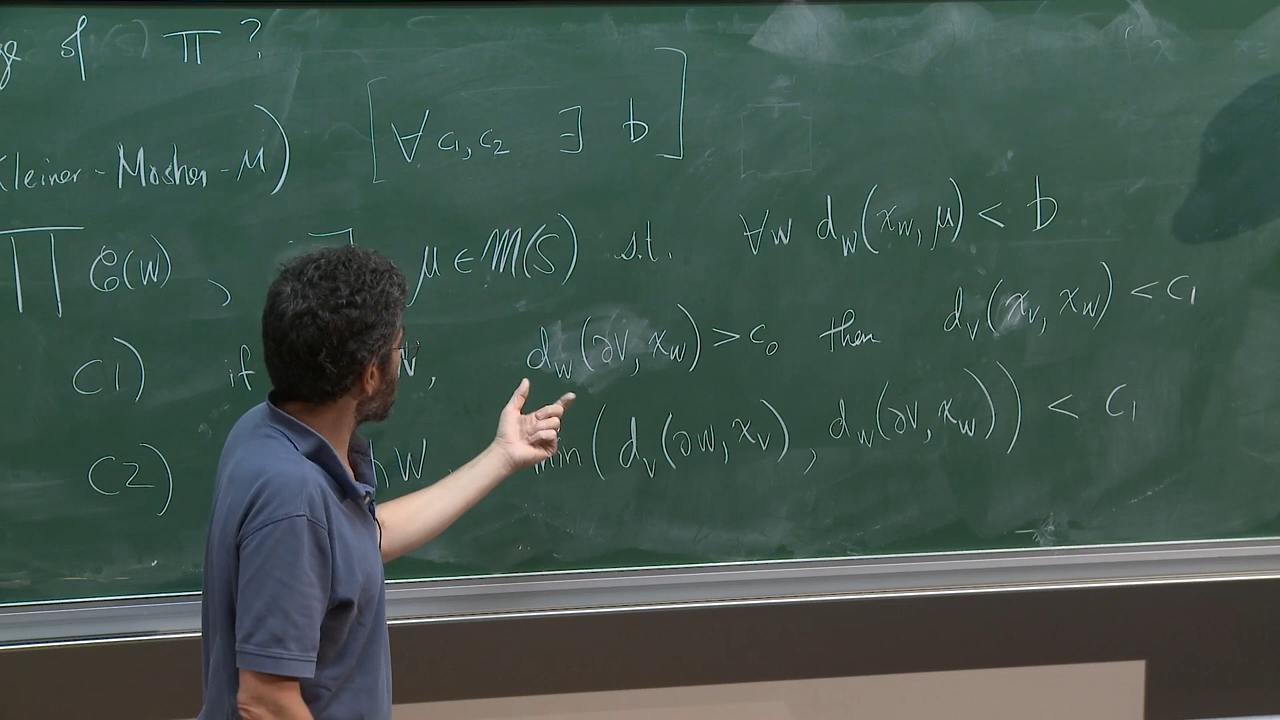 of π ?
Kleiner - Mosher - M) [∀ c₁, c₂ ∃ b]
∏ C(W) , ∃ μ ∈ M(S) s.t. ∀W d_W(x_W, μ) < b
C1) if V, d_W(∂V, x_W) > c₀ then d_V(x_V, x_W) < c₁
C2) ⋔ W, min(d_V(∂W, x_V), d_W(∂V, x_W)) < c₁